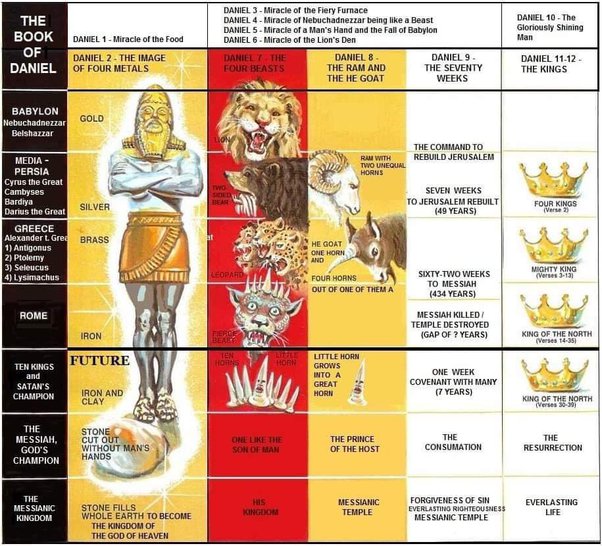 THE
BOOK
OF
DANIEL
DANIEL 1 - Miracle of the Food
DANIEL 3 - Miracle of the Fiery Furnace
DANIEL 4 - Miracle of Nebuchadnezzar being like a Beast
DANIEL 5 - Miracle of a Man's Hand and the Fall of Babylon
DANIEL 6 - Miracle of the Lion's Den
DANIEL 10 - The
Gloriously Shining
Man
DANIEL 2 - THE IMAGE
OF FOUR METALS
DANIEL 7 - THE
FOUR BEASTS
DANIEL 8 -
THE RAM AND
THE HE GOAT
DANIEL 9 -
THE SEVENTY
WEEKS
DANIEL 11-12 -
THE KINGS
BABYLON
Nebuchadnezzar
Belshazzar
GOLD
LION
THE COMMAND TO
REBUILD JERUSALEM
MEDIA -
PERSIA
Cyrus the Great
Cambyses
Bardiya
Darius the Great
SILVER
TWO
SIDED
BEAR
RAM WITH
TWO UNEQUAL
HORNS
SEVEN WEEKS
TO JERUSALEM REBUILT
(49 YEARS)
FOUR KINGS
(Verse 2)
GREECE
Alexander t. Grea
1) Antigonus
2) Ptolemy
3) Seleucus
4) Lysimachus
BRASS
at
LEOPARD
HE GOAT
ONE HORN
AND
FOUR HORNS
OUT OF ONE OF THEM A
SIXTY-TWO WEEKS
TO MESSIAH
(434 YEARS)
MIGHTY KING
(Verses 3-13)
ROME
IRON
FIERCE
BEAST
MESSIAH KILLED /
TEMPLE DESTROYED
(GAP OF ? YEARS)
KING OF THE NORTH
(Verses 14-35)
TEN KINGS
and
SATAN'S
CHAMPION
FUTURE
IRON AND
CLAY
TEN
HORNS
LITTLE
HORN
LITTLE HORN
GROWS
INTO A
GREAT
HORN
ONE WEEK
COVENANT WITH MANY
(7 YEARS)
KING OF THE NORTH
(Verses 30-39)
THE
MESSIAH,
GOD'S
CHAMPION
STONE
CUT OUT
WITHOUT MAN'S
HANDS
ONE LIKE THE
SON OF MAN
THE PRINCE
OF THE HOST
THE
CONSUMATION
THE
RESURRECTION
THE
MESSIANIC
KINGDOM
STONE FILLS
WHOLE EARTH TO BECOME
THE KINGDOM OF
THE GOD OF HEAVEN
HIS
KINGDOM
MESSIANIC
TEMPLE
FORGIVENESS OF SIN
EVERLASTING RIGHTEOUSNESS
MESSIANIC TEMPLE
EVERLASTING
LIFE